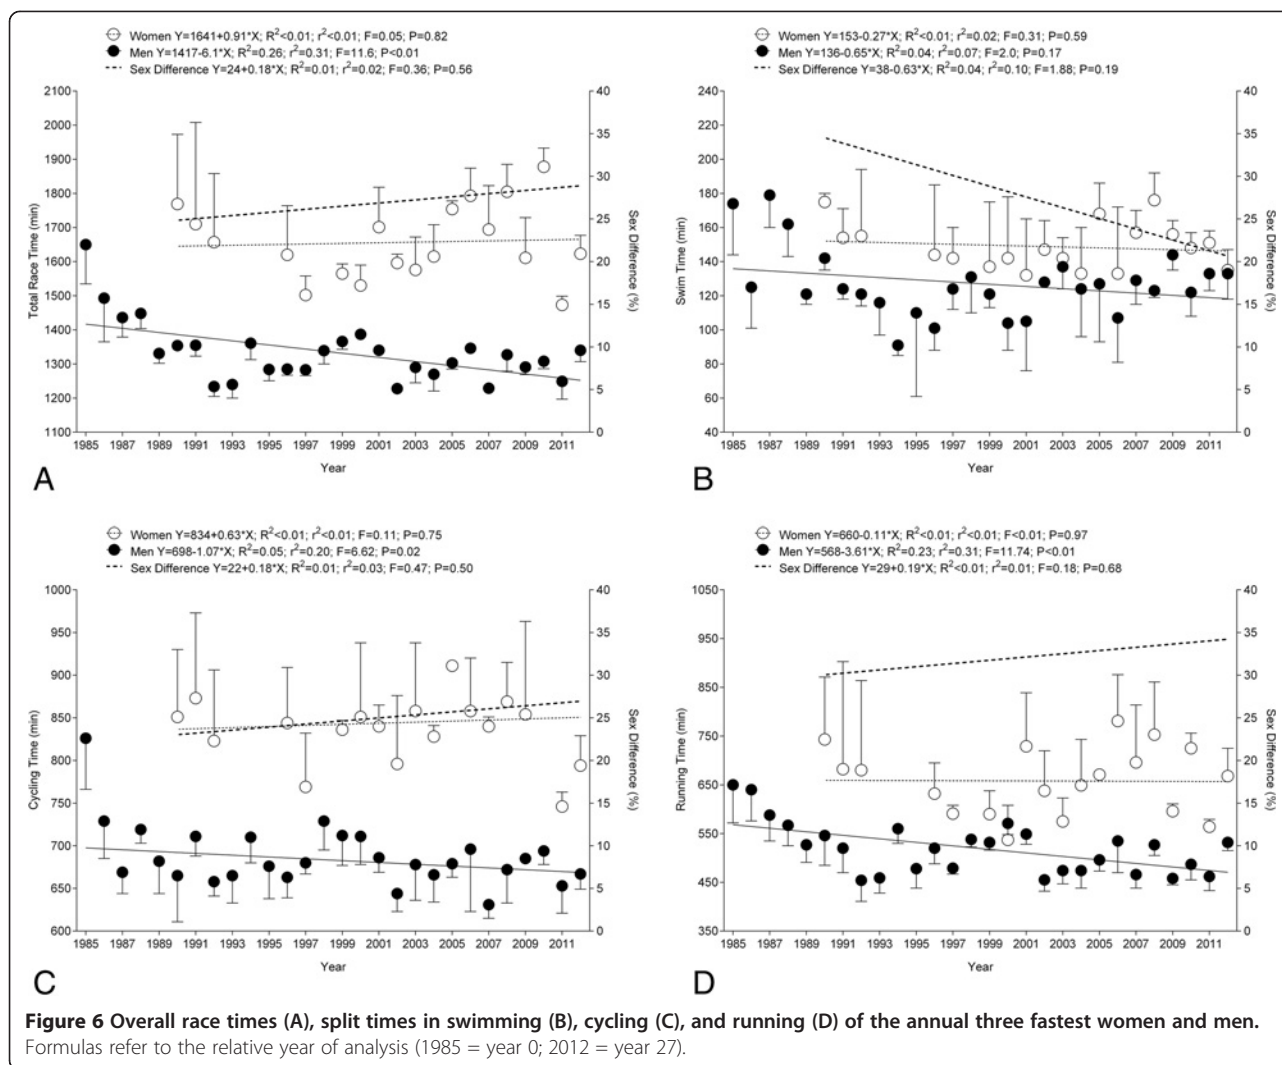 Women Y=1641+0.91*X; R²<0.01; r²<0.01; F=0.05; P=0.82
Men Y=1417-6.1*X; R²=0.26; r²=0.31; F=11.6; P<0.01
Sex Difference Y=24+0.18*X; R²=0.01; r²=0.02; F=0.36; P=0.56
2100
2000
1900
1800
1700
1600
1500
1400
1300
1200
1100
Total Race Time (min)
40
35
30
25
20
15
10
5
0
Sex Difference (%)
1985 1987 1989 1991 1993 1995 1997 1999 2001 2003 2005 2007 2009 2011
Year
A
Women Y=153-0.27*X; R²<0.01; r²=0.02; F=0.31; P=0.59
Men Y=136-0.65*X; R²=0.04; r²=0.07; F=2.0; P=0.17
Sex Difference Y=38-0.63*X; R²=0.04; r²=0.10; F=1.88; P=0.19
240
220
200
180
160
140
120
100
80
60
40
Swim Time (min)
40
35
30
25
20
15
10
5
0
Sex Difference (%)
1985 1987 1989 1991 1993 1995 1997 1999 2001 2003 2005 2007 2009 2011
Year
B
Women Y=834+0.63*X; R²<0.01; r²<0.01; F=0.11; P=0.75
Men Y=698-1.07*X; R²=0.05; r²=0.20; F=6.62; P=0.02
Sex Difference Y=22+0.18*X; R²=0.01; r²=0.03; F=0.47; P=0.50
1000
950
900
850
800
750
700
650
600
Cycling Time (min)
40
35
30
25
20
15
10
5
0
Sex Difference (%)
1985 1987 1989 1991 1993 1995 1997 1999 2001 2003 2005 2007 2009 2011
Year
C
Women Y=660-0.11*X; R²<0.01; r²<0.01; F<0.01; P=0.97
Men Y=568-3.61*X; R²=0.23; r²=0.31; F=11.74; P<0.01
Sex Difference Y=29+0.19*X; R²<0.01; r²=0.01; F=0.18; P=0.68
1050
950
850
750
650
550
450
350
Running Time (min)
40
35
30
25
20
15
10
5
0
Sex Difference (%)
1985 1987 1989 1991 1993 1995 1997 1999 2001 2003 2005 2007 2009 2011
Year
D
Figure 6 Overall race times (A), split times in swimming (B), cycling (C), and running (D) of the annual three fastest women and men.
Formulas refer to the relative year of analysis (1985 = year 0; 2012 = year 27).